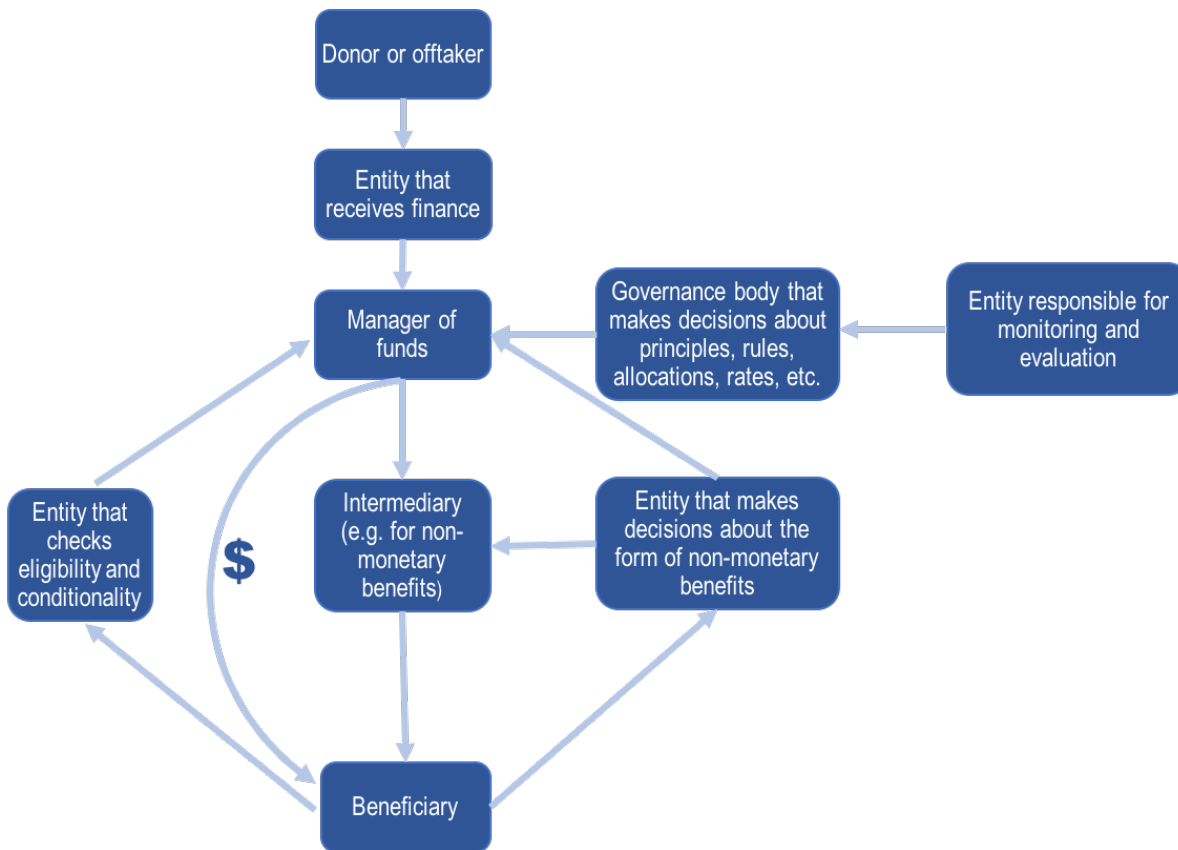 Donor or offtaker
Entity that
receives finance
Manager of
funds
Governance body that
makes decisions about
principles, rules,
allocations, rates, etc.
Entity responsible for
monitoring and
evaluation
Entity that
checks
eligibility and
conditionality
$
Intermediary
(e.g. for non-
monetary
benefits)
Entity that makes
decisions about the
form of non-monetary
benefits
Beneficiary